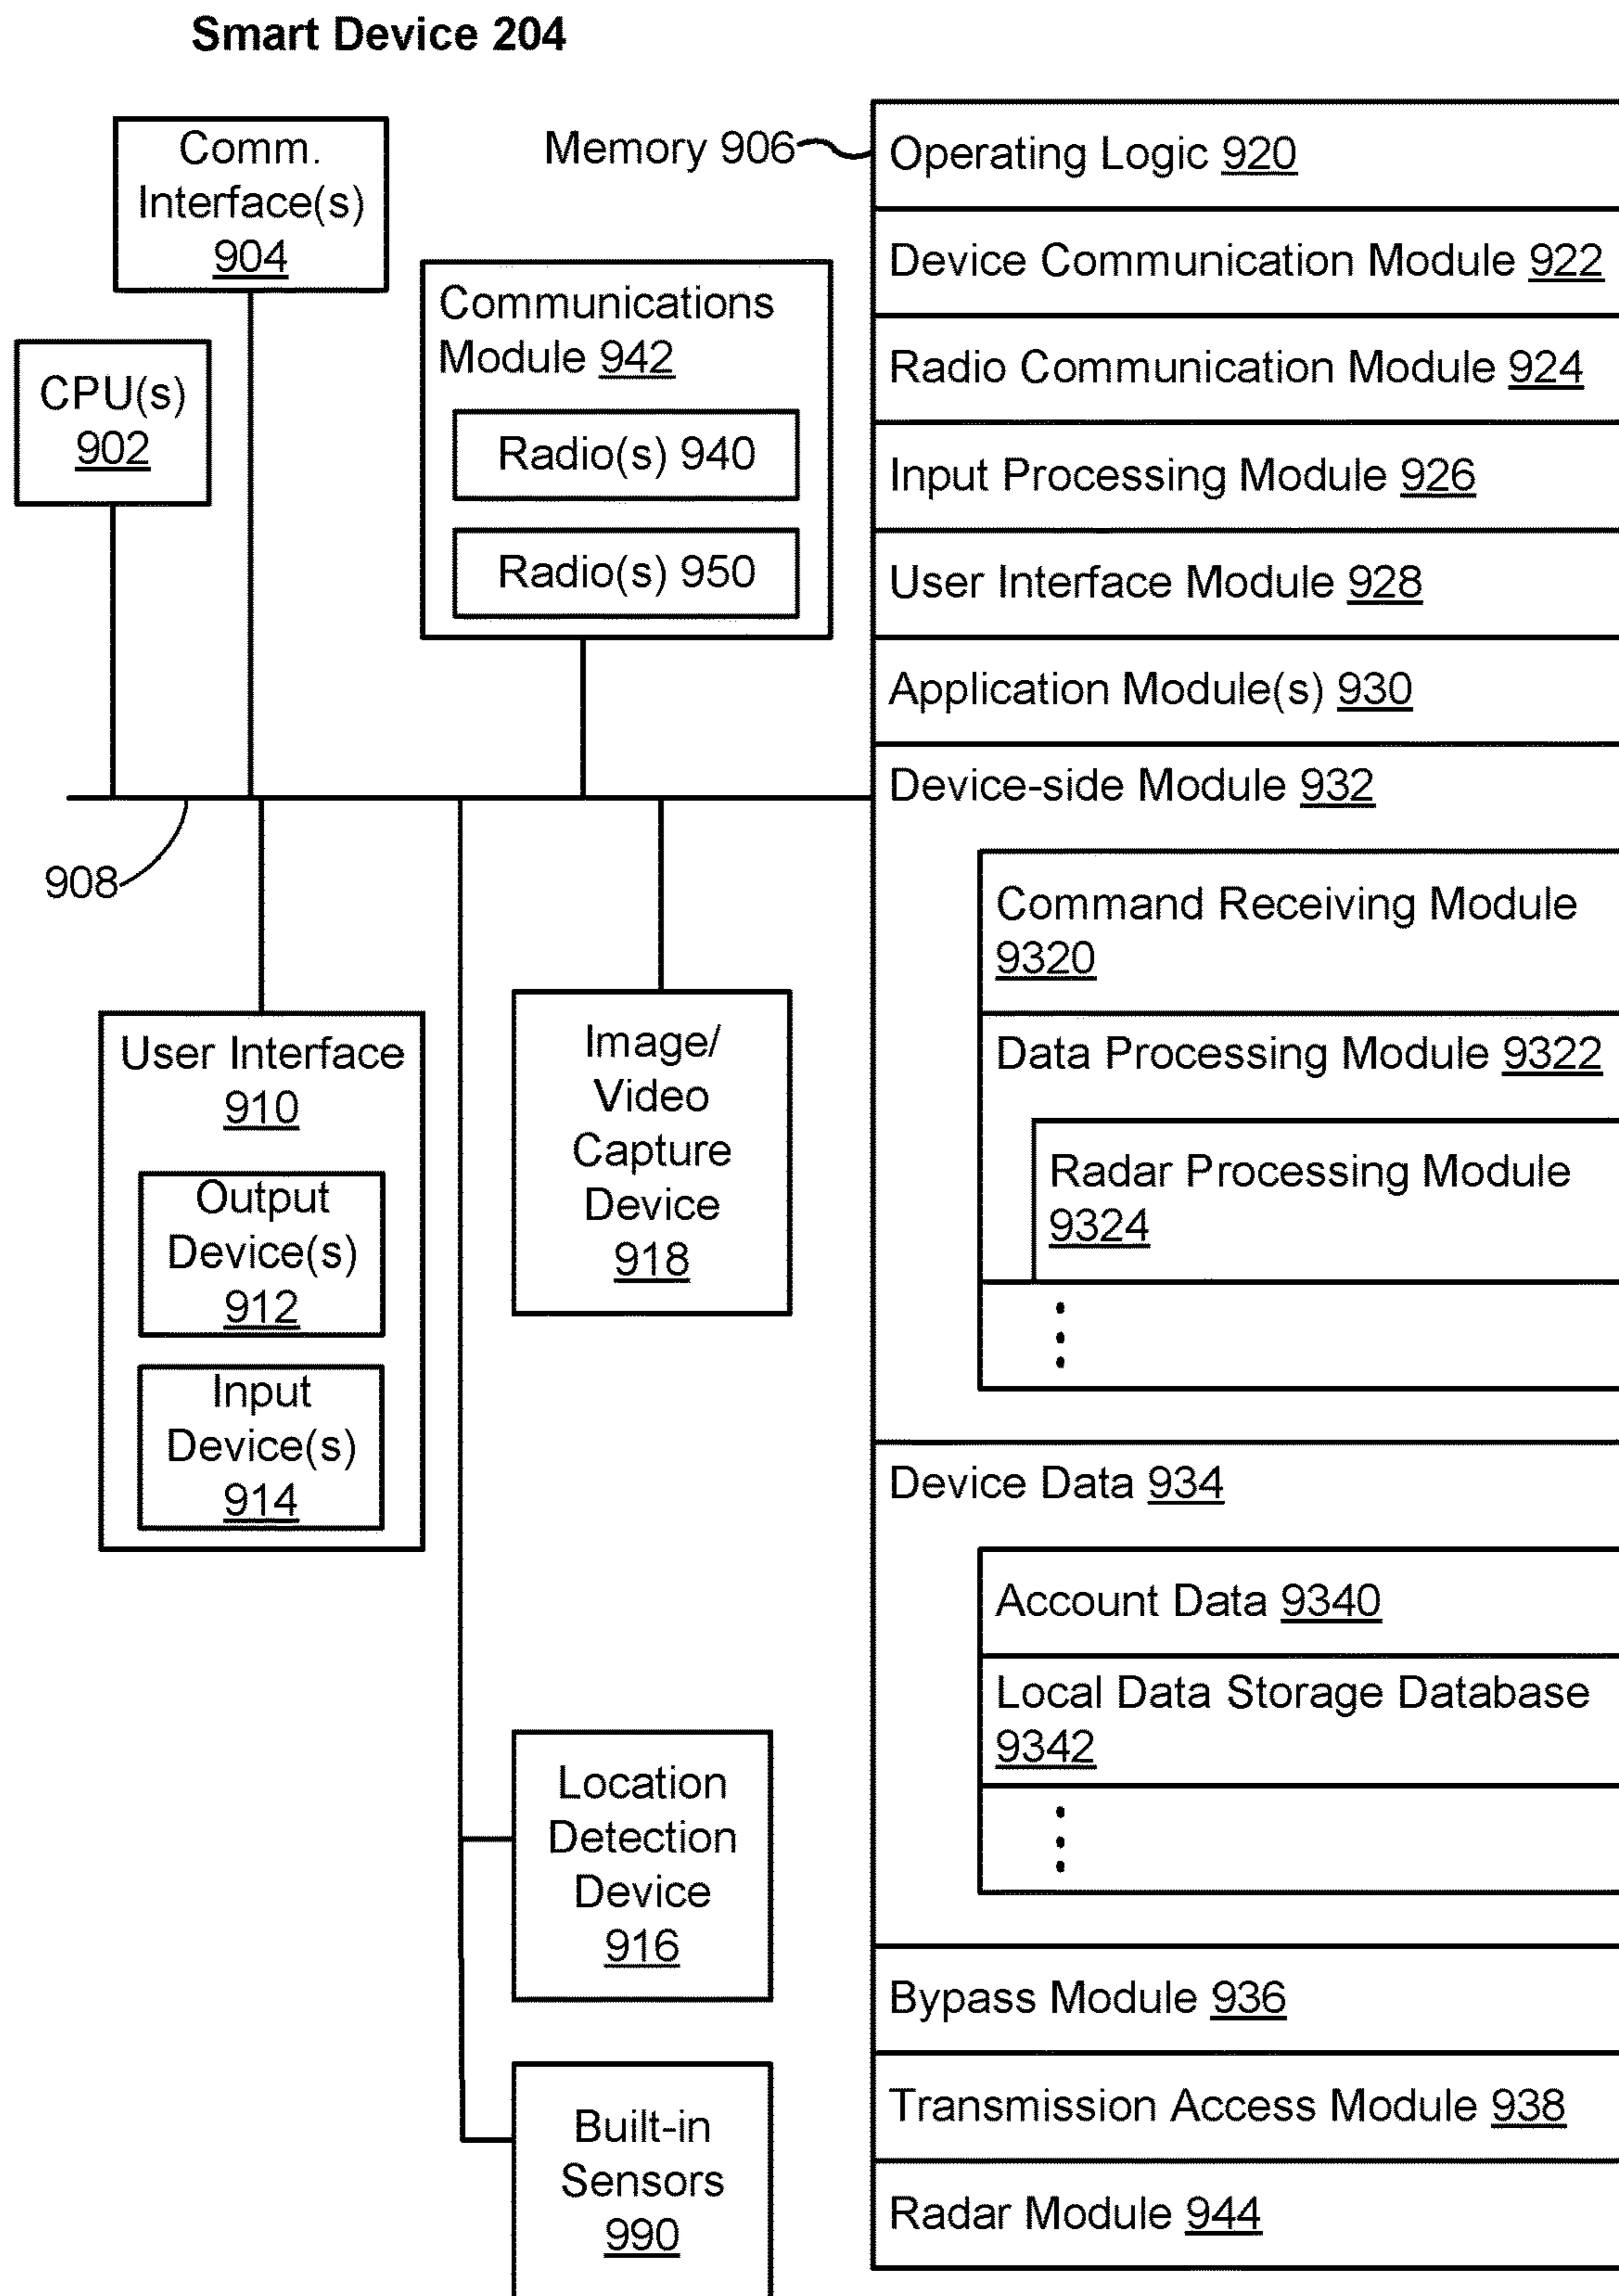 Smart Device 204
Comm.
Interface(s)
904
CPU(s)
902
Communications
Module 942
Radio(s) 940
Radio(s) 950
908
User Interface
910
Output
Device(s)
912
Input
Device(s)
914
Image/
Video
Capture
Device
918
Location
Detection
Device
916
Built-in
Sensors
990
Memory 906
Operating Logic 920
Device Communication Module 922
Radio Communication Module 924
Input Processing Module 926
User Interface Module 928
Application Module(s) 930
Device-side Module 932
Command Receiving Module
9320
Data Processing Module 9322
Radar Processing Module
9324
Device Data 934
Account Data 9340
Local Data Storage Database
9342
Bypass Module 936
Transmission Access Module 938
Radar Module 944